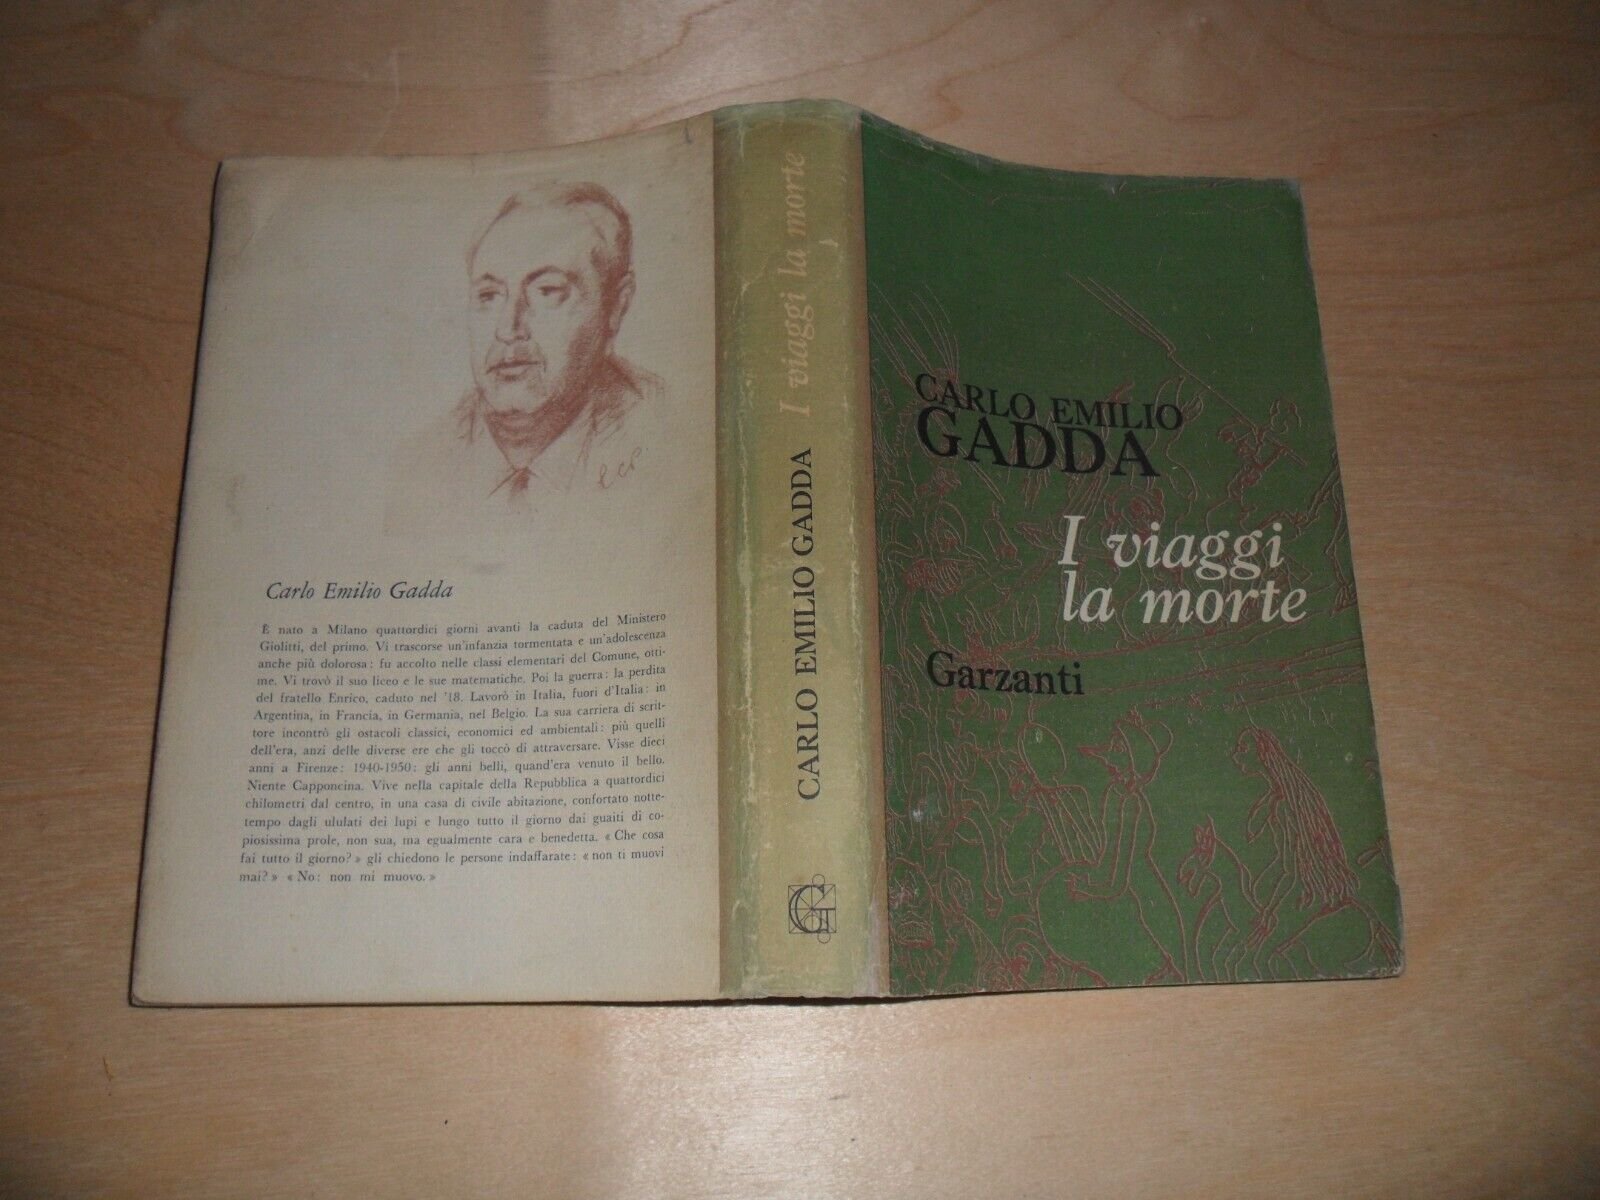 Carlo Emilio Gadda
È nato a Milano quattordici giorni avanti la caduta del Ministero
Giolitti, del primo. Vi trascorse un'infanzia tormentata e un'adolescenza
anche più dolorosa: fu accolto nelle classi elementari del Comune, otti-
me. Vi trovò il suo liceo e le sue matematiche. Poi la guerra: la perdita
del fratello Enrico, caduto nel '18. Lavorò in Italia, fuori d'Italia: in
Argentina, in Francia, in Germania, nel Belgio. La sua carriera di scrit-
tore incontrò gli ostacoli classici, economici ed ambientali: più quelli
dell'era, anzi delle diverse ere che gli toccò di attraversare. Visse dieci
anni a Firenze: 1940-1950: gli anni belli, quand'era venuto il bello.
Niente Capponcina. Vive nella capitale della Repubblica a quattordici
chilometri dal centro, in una casa di civile abitazione, confortato notte-
tempo dagli ululati dei lupi e lungo tutto il giorno dai guaiti di co-
piosissima prole, non sua, ma egualmente cara e benedetta. « Che cosa
fai tutto il giorno? » gli chiedono le persone indaffarate: « non ti muovi
mai? » « No: non mi muovo. »
CARLO EMILIO GADDA I viaggi la morte
G
CARLO EMILIO
GADDA
I viaggi
la morte
Garzanti